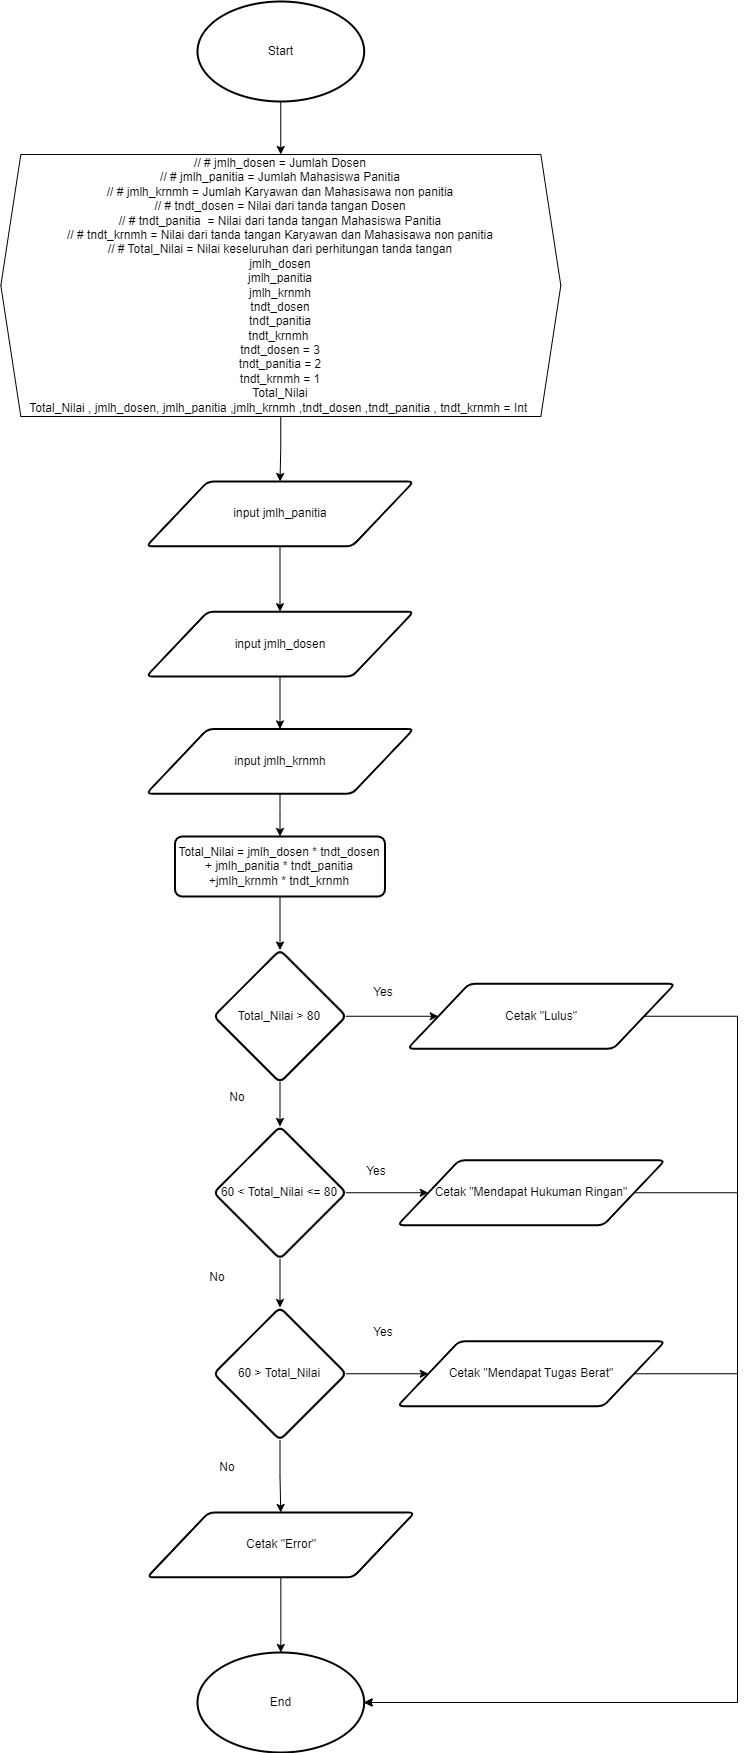 Start
// # jmlh_dosen = Jumlah Dosen
// # jmlh_panitia = Jumlah Mahasiswa Panitia
// # jmlh_krnmh = Jumlah Karyawan dan Mahasisawa non panitia
// # tndt_dosen = Nilai dari tanda tangan Dosen
// # tndt_panitia  = Nilai dari tanda tangan Mahasiswa Panitia
// # tndt_krnmh = Nilai dari tanda tangan Karyawan dan Mahasisawa non panitia
// # Total_Nilai = Nilai keseluruhan dari perhitungan tanda tangan
jmlh_dosen
jmlh_panitia
jmlh_krnmh
tndt_dosen
tndt_panitia
tndt_krnmh
tndt_dosen = 3
tndt_panitia = 2
tndt_krnmh = 1
Total_Nilai
Total_Nilai , jmlh_dosen, jmlh_panitia ,jmlh_krnmh ,tndt_dosen ,tndt_panitia , tndt_krnmh = Int
input jmlh_panitia
input jmlh_dosen
input jmlh_krnmh
Total_Nilai = jmlh_dosen * tndt_dosen
+ jmlh_panitia * tndt_panitia
+jmlh_krnmh * tndt_krnmh
Yes
Total_Nilai > 80
Cetak "Lulus"
No
Yes
60 < Total_Nilai <= 80
Cetak "Mendapat Hukuman Ringan"
No
Yes
60 > Total_Nilai
Cetak "Mendapat Tugas Berat"
No
Cetak "Error"
End